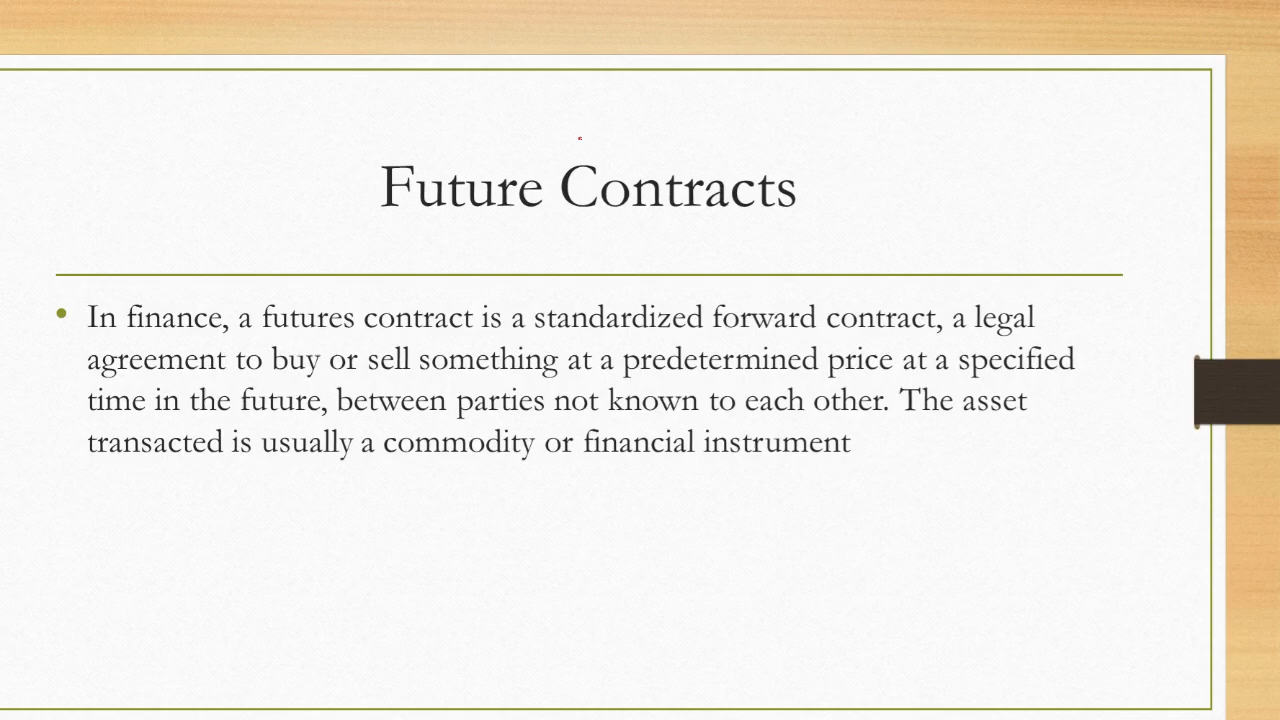 Future Contracts
• In finance, a futures contract is a standardized forward contract, a legal
agreement to buy or sell something at a predetermined price at a specified
time in the future, between parties not known to each other. The asset
transacted is usually a commodity or financial instrument